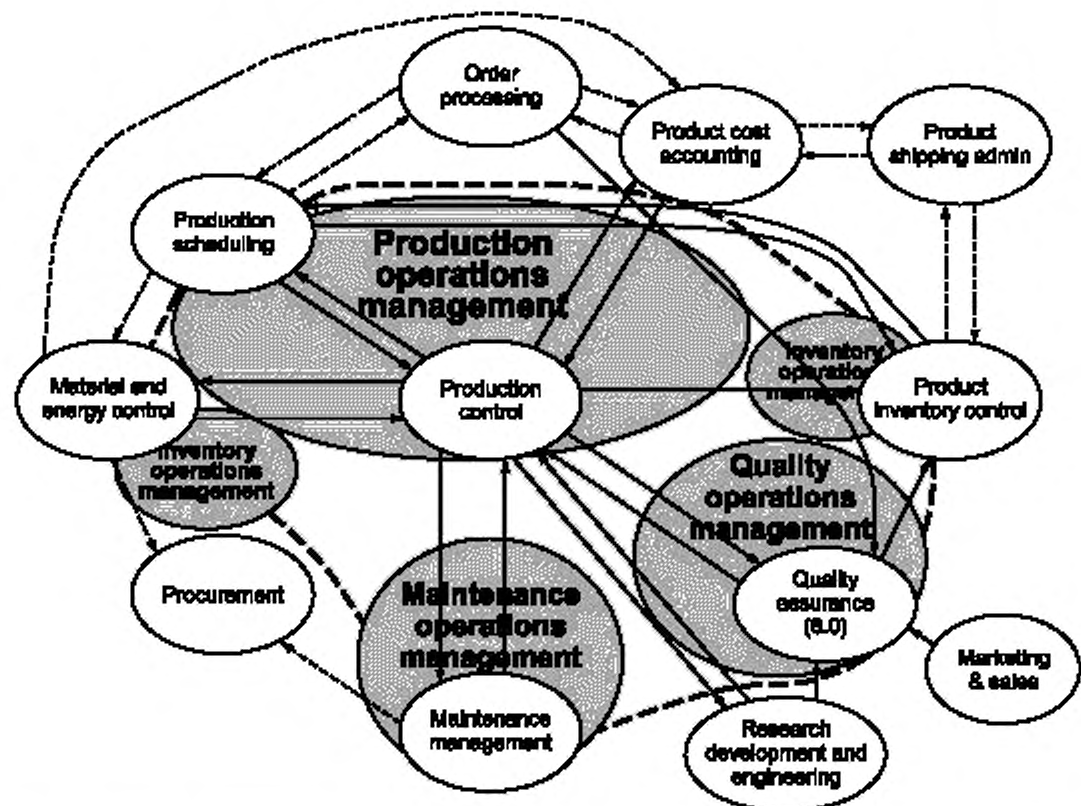 Order
processing
Product cost
accounting
Product
shipping admin
Production
scheduling
Production
operations
management
Material and
energy control
Production
control
Inventory
operation
manager
Product
inventory control
Inventory
operations
management
Quality
operations
management
Procurement
Maintenance
operations
management
Quality
assurance
(6.0)
Marketing
& sales
Maintenance
management
Research
development and
engineering